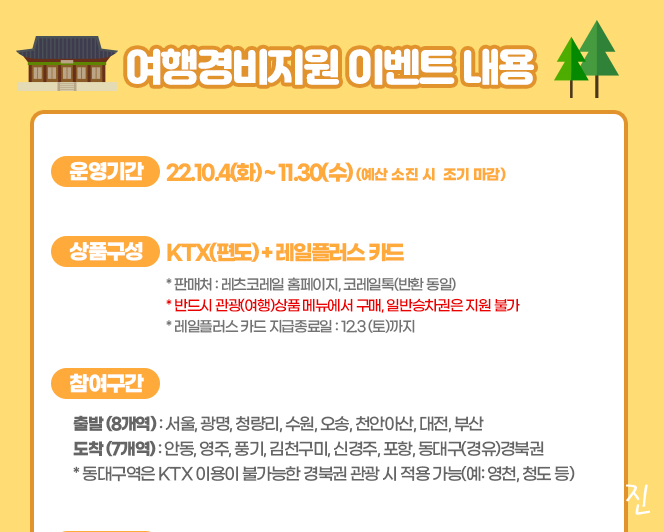 여행경비지원 이벤트 내용
운영기간 22.10.4(화) ~ 11.30(수) (예산 소진 시 조기 마감)
상품구성 KTX(편도) + 레일플러스 카드
* 판매처 : 레츠코레일 홈페이지, 코레일톡(반환 동일)
* 반드시 관광(여행)상품 메뉴에서 구매, 일반승차권은 지원 불가
* 레일플러스 카드 지급종료일 : 12.3 (토)까지
참여구간
출발 (8개역) : 서울, 광명, 청량리, 수원, 오송, 천안아산, 대전, 부산
도착 (7개역) : 안동, 영주, 풍기, 김천구미, 신경주, 포항, 동대구(경유)경북권
* 동대구역은 KTX 이용이 불가능한 경북권 관광 시 적용 가능(예: 영천, 청도 등)
진